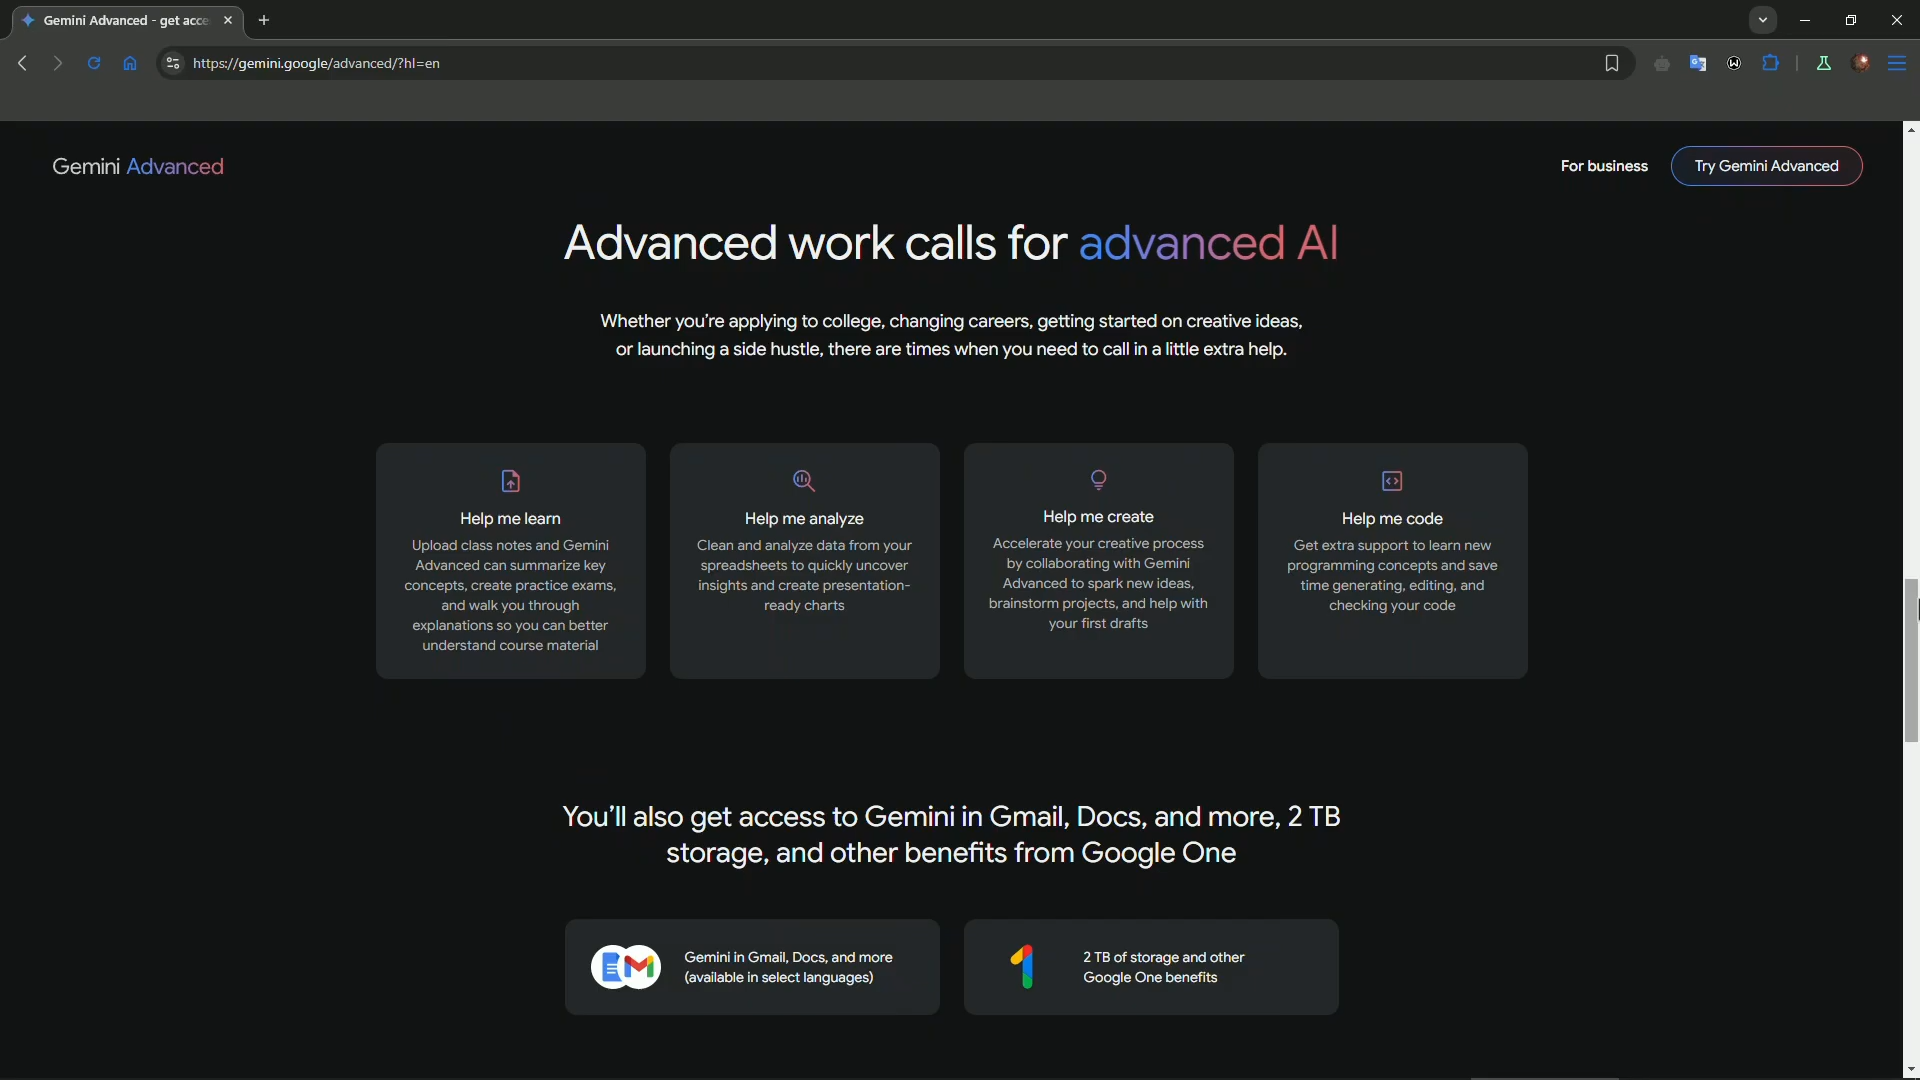 Gemini Advanced - get acce
https://gemini.google/advanced/?hl=en
Gemini Advanced
For business
Try Gemini Advanced
Advanced work calls for advanced AI
Whether you’re applying to college, changing careers, getting started on creative ideas,
or launching a side hustle, there are times when you need to call in a little extra help.
Help me learn
Upload class notes and Gemini
Advanced can summarize key
concepts, create practice exams,
and walk you through
explanations so you can better
understand course material
Help me analyze
Clean and analyze data from your
spreadsheets to quickly uncover
insights and create presentation-
ready charts
Help me create
Accelerate your creative process
by collaborating with Gemini
Advanced to spark new ideas,
brainstorm projects, and help with
your first drafts
Help me code
Get extra support to learn new
programming concepts and save
time generating, editing, and
checking your code
You’ll also get access to Gemini in Gmail, Docs, and more, 2 TB
storage, and other benefits from Google One
Gemini in Gmail, Docs, and more
(available in select languages)
2 TB of storage and other
Google One benefits